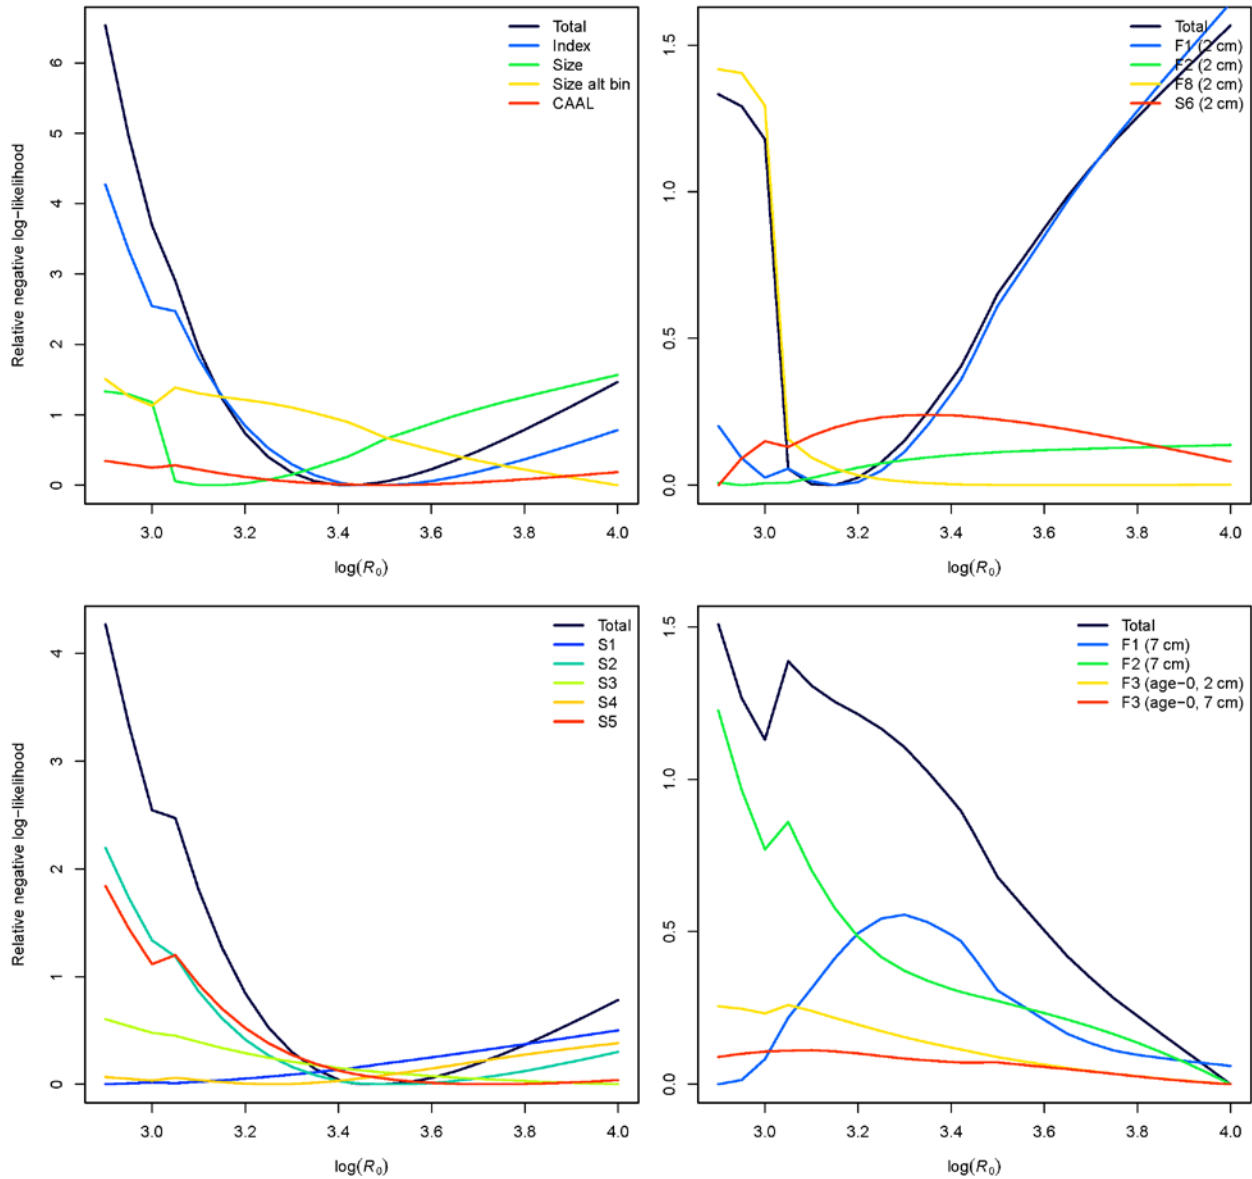 Total
Index
Size
Size alt bin
CAAL
Relative negative log-likelihood
0 1 2 3 4 5 6
3.0 3.2 3.4 3.6 3.8 4.0
log(R₀)
Total
F1 (2 cm)
F2 (2 cm)
F8 (2 cm)
S6 (2 cm)
0.0 0.5 1.0 1.5
3.0 3.2 3.4 3.6 3.8 4.0
log(R₀)
Total
S1
S2
S3
S4
S5
Relative negative log-likelihood
0 1 2 3 4
3.0 3.2 3.4 3.6 3.8 4.0
log(R₀)
Total
F1 (7 cm)
F2 (7 cm)
F3 (age-0, 2 cm)
F3 (age-0, 7 cm)
0.0 0.5 1.0 1.5
3.0 3.2 3.4 3.6 3.8 4.0
log(R₀)